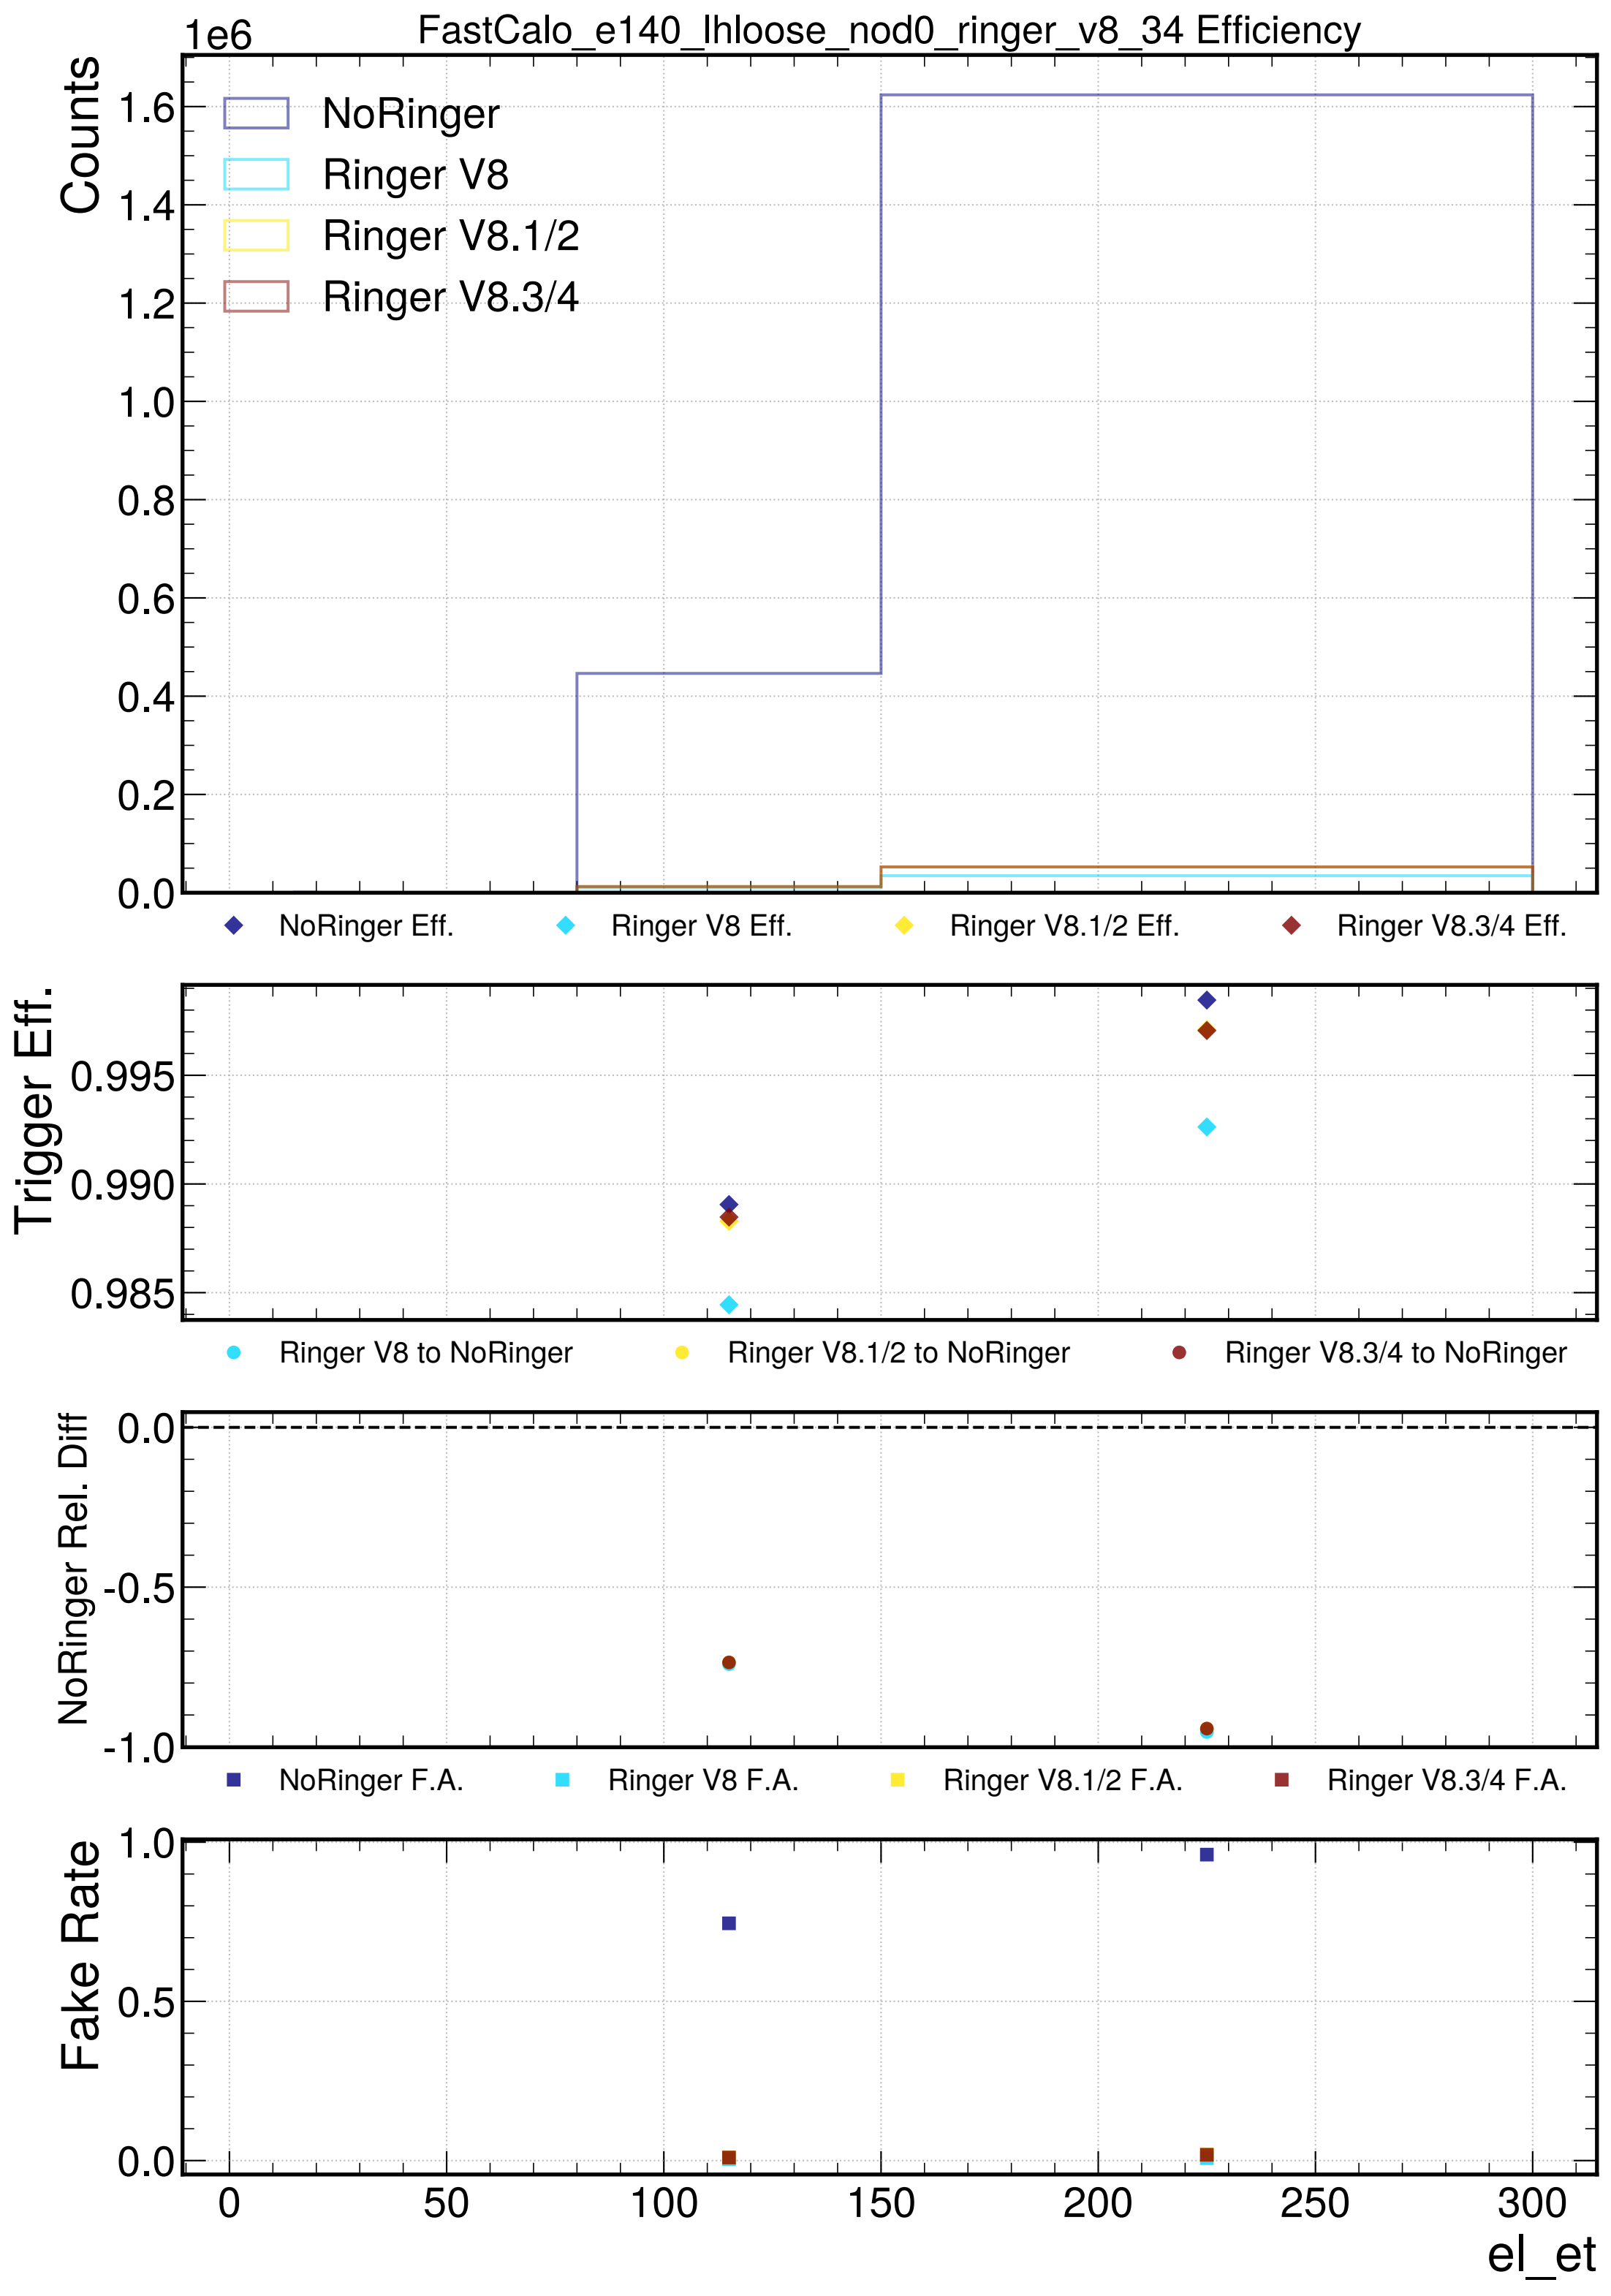 1e6
FastCalo_e140_lhloose_nod0_ringer_v8_34 Efficiency
Counts
1.6
1.4
1.2
1.0
0.8
0.6
0.4
0.2
0.0
NoRinger
Ringer V8
Ringer V8.1/2
Ringer V8.3/4
NoRinger Eff. Ringer V8 Eff. Ringer V8.1/2 Eff. Ringer V8.3/4 Eff.
Trigger Eff.
0.995
0.990
0.985
Ringer V8 to NoRinger Ringer V8.1/2 to NoRinger Ringer V8.3/4 to NoRinger
NoRinger Rel. Diff
0.0
-0.5
-1.0
NoRinger F.A. Ringer V8 F.A. Ringer V8.1/2 F.A. Ringer V8.3/4 F.A.
Fake Rate
1.0
0.5
0.0
0 50 100 150 200 250 300
el_et